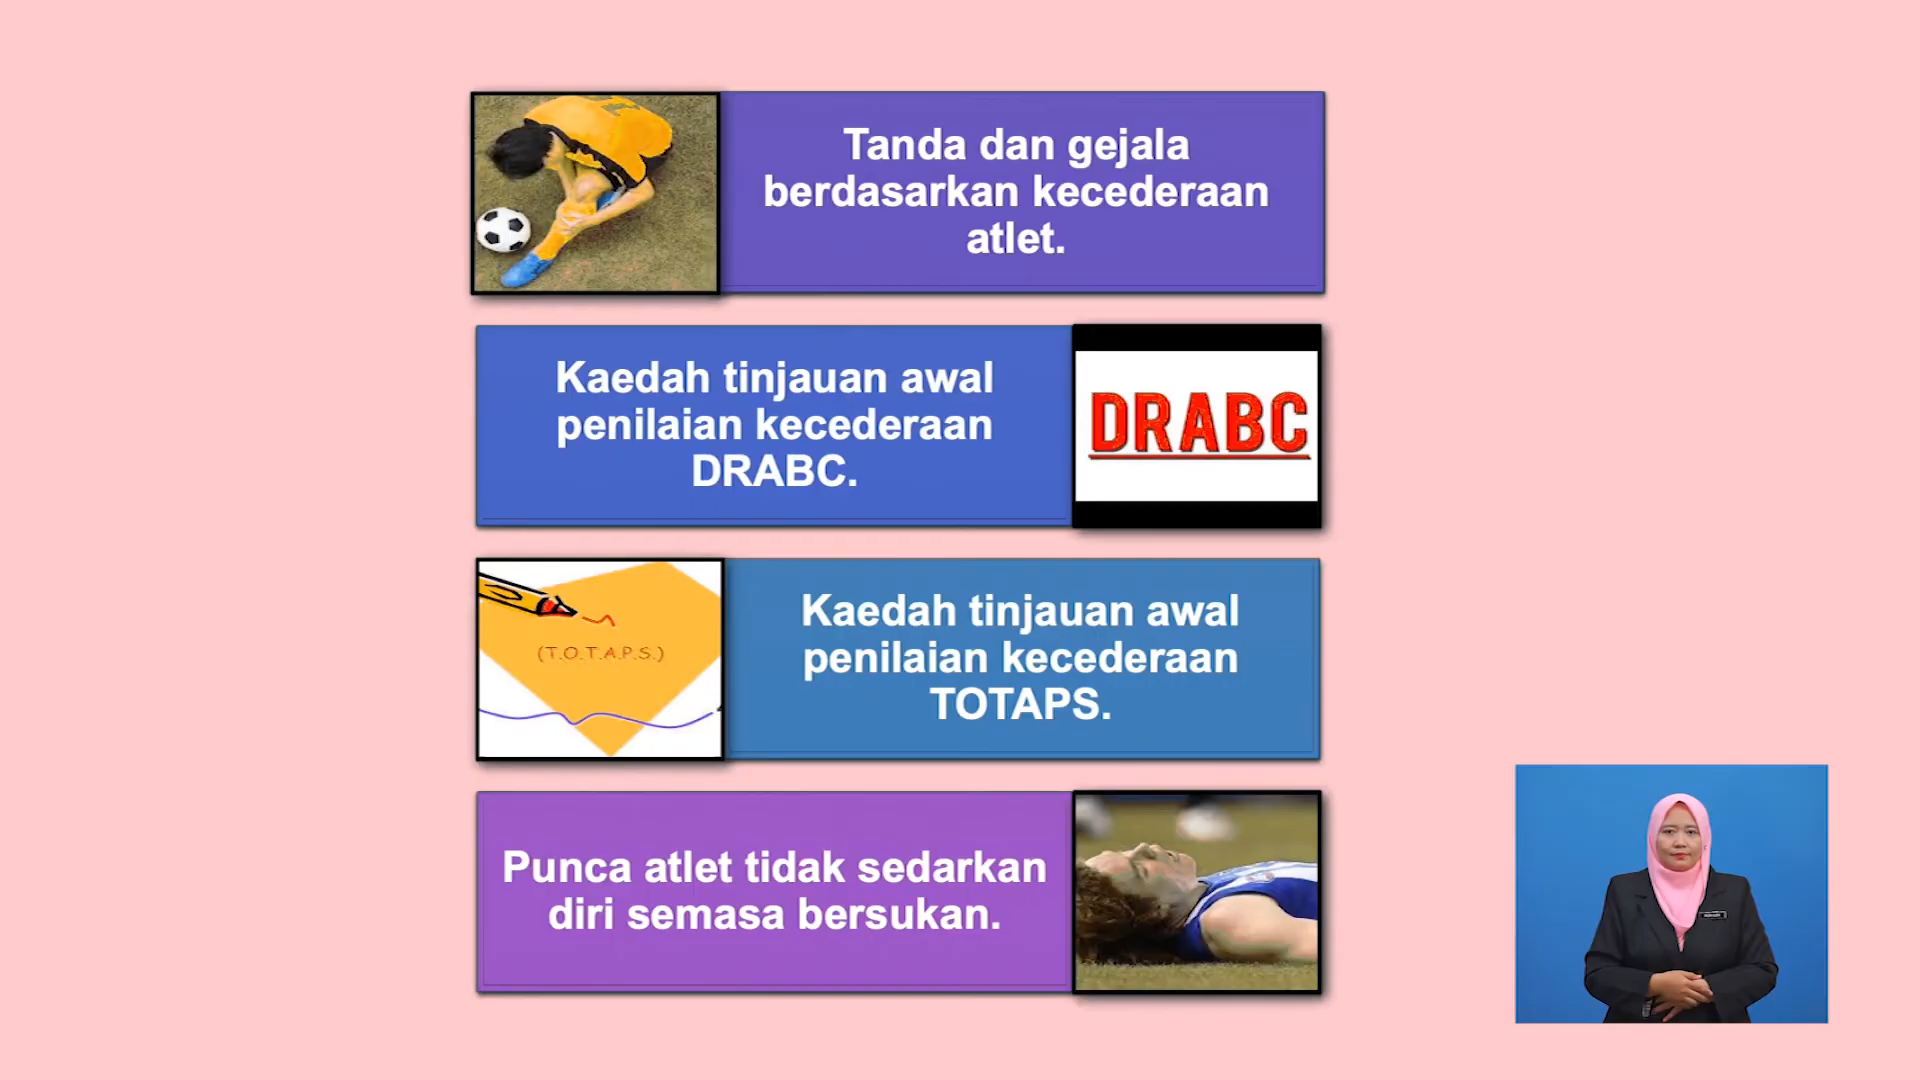 Tanda dan gejala
berdasarkan kecederaan
atlet.
Kaedah tinjauan awal
penilaian kecederaan
DRABC.
DRABC
(T.O.T.A.P.S.)
Kaedah tinjauan awal
penilaian kecederaan
TOTAPS.
Punca atlet tidak sedarkan
diri semasa bersukan.